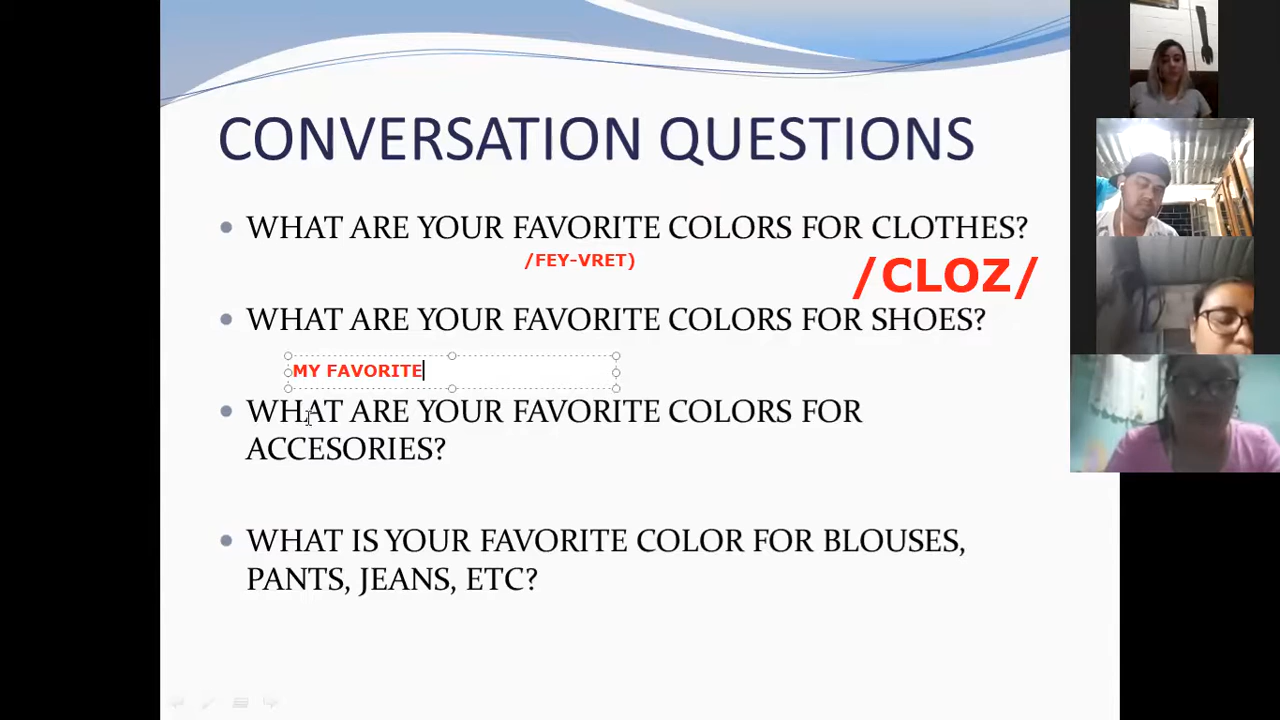 CONVERSATION QUESTIONS
WHAT ARE YOUR FAVORITE COLORS FOR CLOTHES?
/FEY-VRET)
/CLOZ/
WHAT ARE YOUR FAVORITE COLORS FOR SHOES?
MY FAVORITE
WHAT ARE YOUR FAVORITE COLORS FOR
ACCESORIES?
WHAT IS YOUR FAVORITE COLOR FOR BLOUSES,
PANTS, JEANS, ETC?